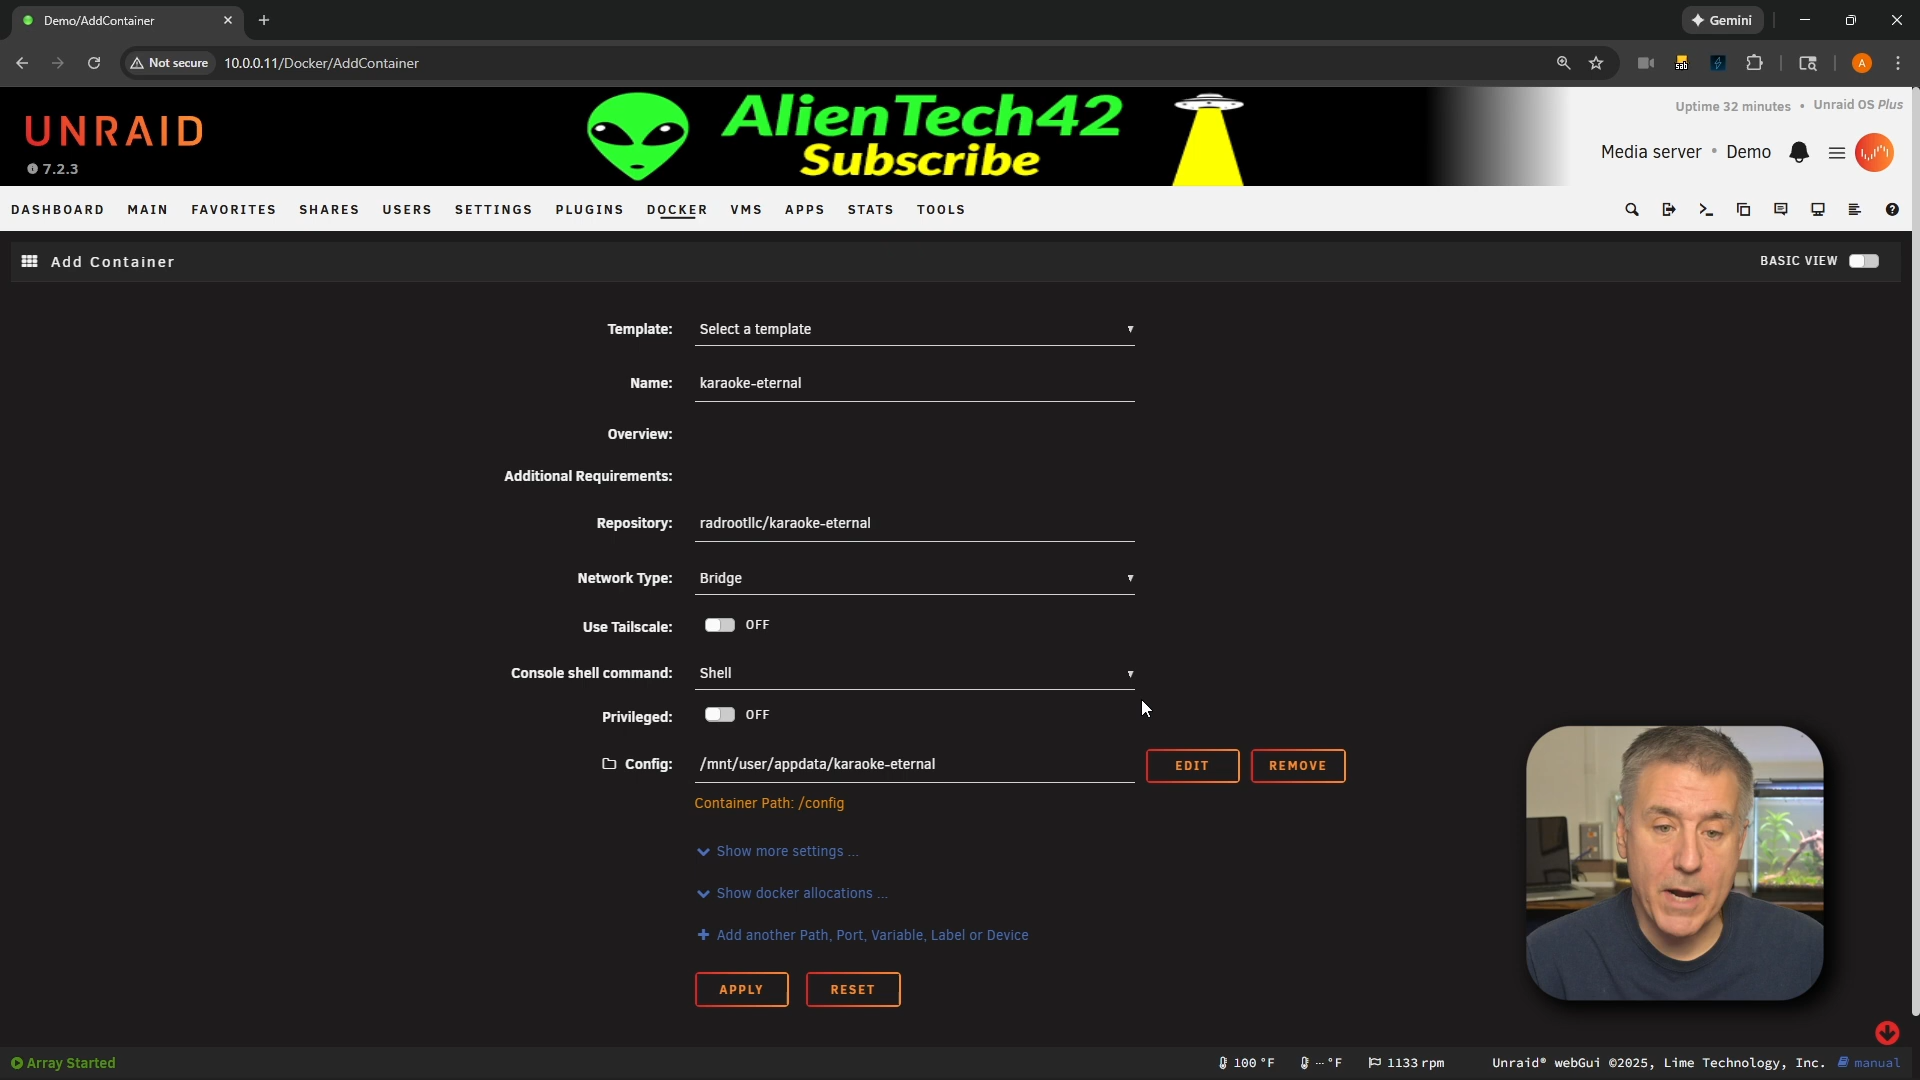 Demo/AddContainer
Gemini
Not secure
10.0.0.11/Docker/AddContainer
sab
A
UNRAID
7.2.3
AlienTech42
Subscribe
Uptime 32 minutes • Unraid OS Plus
Media server • Demo
DASHBOARD MAIN FAVORITES SHARES USERS SETTINGS PLUGINS DOCKER VMS APPS STATS TOOLS
Add Container
BASIC VIEW
Template: Select a template
Name: karaoke-eternal
Overview:
Additional Requirements:
Repository: radrootllc/karaoke-eternal
Network Type: Bridge
Use Tailscale: OFF
Console shell command: Shell
Privileged: OFF
Config: /mnt/user/appdata/karaoke-eternal EDIT REMOVE
Container Path: /config
Show more settings ...
Show docker allocations ...
Add another Path, Port, Variable, Label or Device
APPLY RESET
Array Started
100 °F --- °F 1133 rpm Unraid® webGui ©2025, Lime Technology, Inc. manual